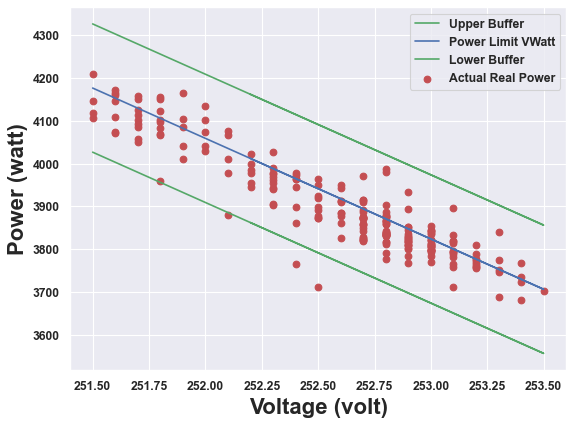 Upper Buffer
Power Limit VWatt
Lower Buffer
Actual Real Power
4300
4200
4100
4000
3900
3800
3700
3600
Power (watt)
251.50 251.75 252.00 252.25 252.50 252.75 253.00 253.25 253.50
Voltage (volt)